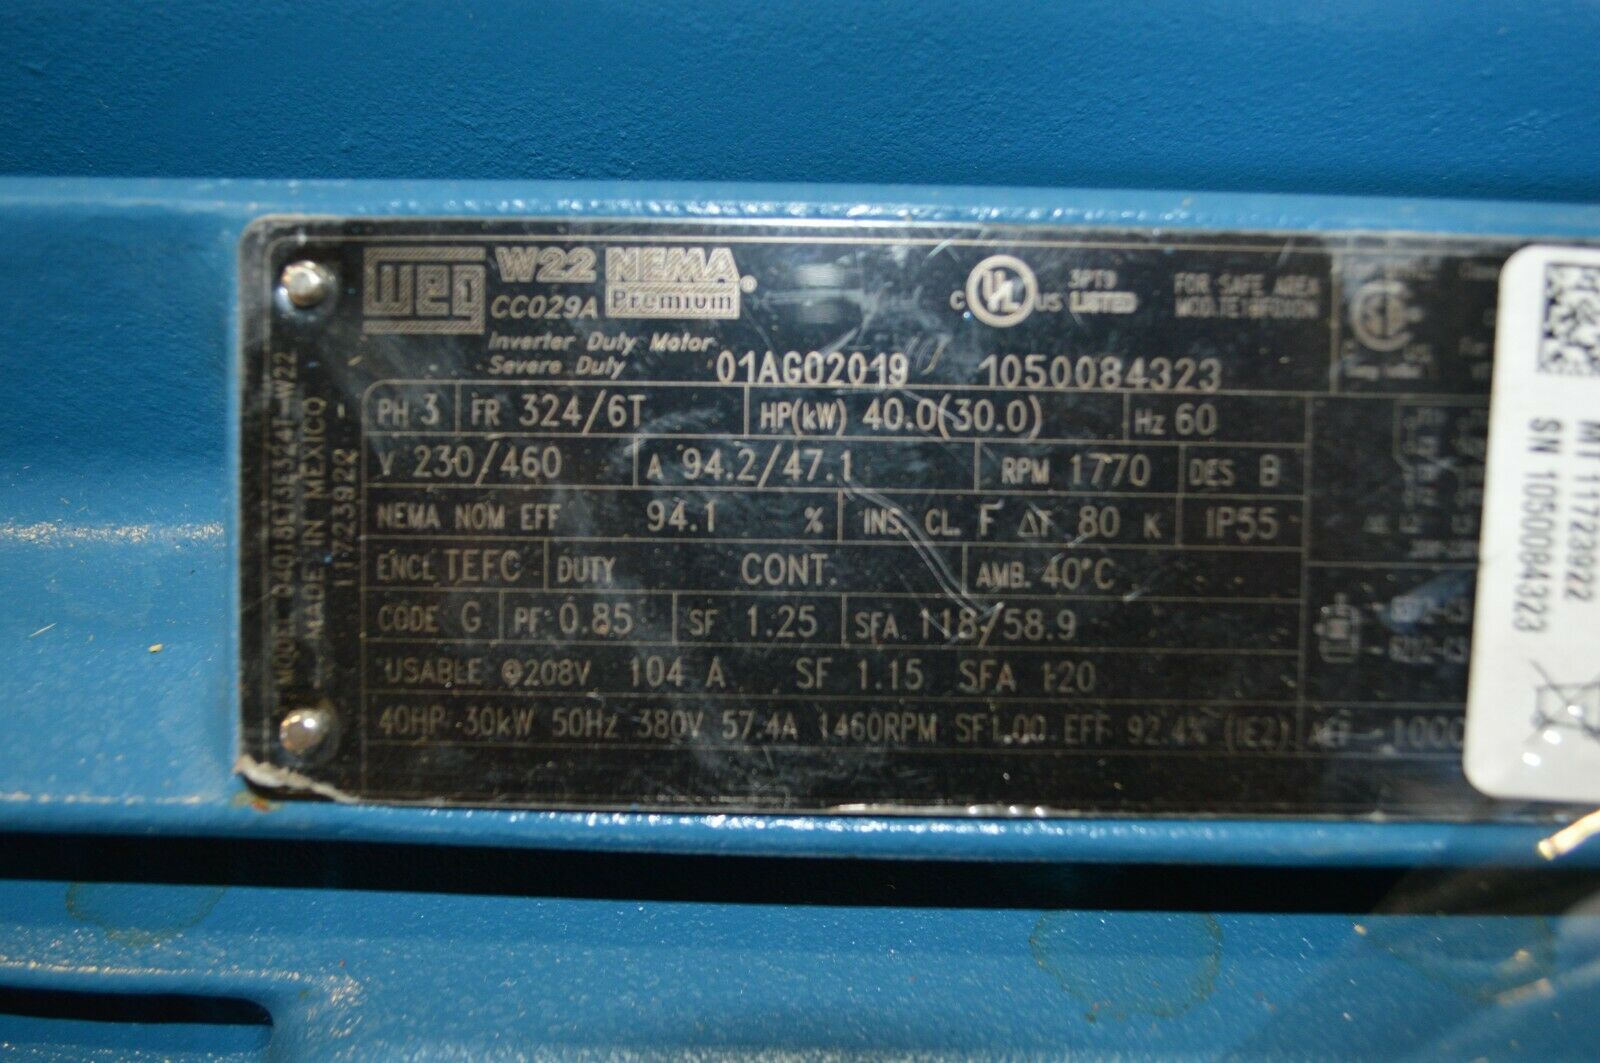 WEG W22 NEMA Premium®
CC029A
Inverter Duty Motor
Severe Duty
01AGO2019 1050084323
C UL US LISTED
3PT9
FOR SAFE AREA
PH 3 FR 324/6T HP(kW) 40.0(30.0) Hz 60
V 230/460 A 94.2/47.1 RPM 1770 DES B
NEMA NOM EFF 94.1 % INS. CL. F ΔT 80 K IP55
ENCL TEFC DUTY CONT. AMB. 40°C
CODE G PF 0.85 SF 1.25 SFA 118/58.9
USABLE @208V 104 A SF 1.15 SFA 120
40HP 30kW 50Hz 380V 57.4A 1460RPM SF1.00 EFF 92.4% (IE2) ALT 1000
MADE IN MEXICO
11723922
MT 11723922
SN 1050084323